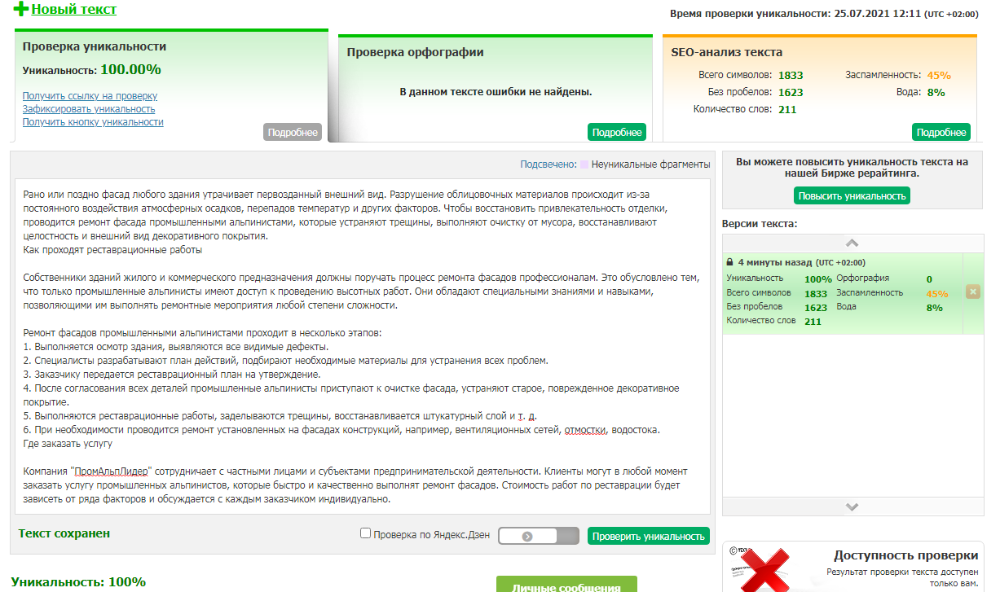 Новый текст
Время проверки уникальности: 25.07.2021 12:11 (UTC +02:00)
Проверка уникальности
Уникальность: 100.00%
Получить ссылку на проверку
Зафиксировать уникальность
Получить кнопку уникальности
Подробнее
Проверка орфографии
В данном тексте ошибки не найдены.
Подробнее
SEO-анализ текста
Всего символов: 1833 Заспамленность: 45%
Без пробелов: 1623 Вода: 8%
Количество слов: 211
Подробнее
Подсвечено: Неуникальные фрагменты
Рано или поздно фасад любого здания утрачивает первозданный внешний вид. Разрушение облицовочных материалов происходит из-за
постоянного воздействия атмосферных осадков, перепадов температур и других факторов. Чтобы восстановить привлекательность отделки,
проводится ремонт фасада промышленными альпинистами, которые устраняют трещины, выполняют очистку от мусора, восстанавливают
целостность и внешний вид декоративного покрытия.
Как проходят реставрационные работы
Собственники зданий жилого и коммерческого предназначения должны поручать процесс ремонта фасадов профессионалам. Это обусловлено тем,
что только промышленные альпинисты имеют доступ к проведению высотных работ. Они обладают специальными знаниями и навыками,
позволяющими им выполнять ремонтные мероприятия любой степени сложности.
Ремонт фасадов промышленными альпинистами проходит в несколько этапов:
1. Выполняется осмотр здания, выявляются все видимые дефекты.
2. Специалисты разрабатывают план действий, подбирают необходимые материалы для устранения всех проблем.
3. Заказчику передается реставрационный план на утверждение.
4. После согласования всех деталей промышленные альпинисты приступают к очистке фасада, устраняют старое, поврежденное декоративное
покрытие.
5. Выполняются реставрационные работы, заделываются трещины, восстанавливается штукатурный слой и т. д.
6. При необходимости проводится ремонт установленных на фасадах конструкций, например, вентиляционных сетей, отмостки, водостока.
Где заказать услугу
Компания "ПромАльпЛидер" сотрудничает с частными лицами и субъектами предпринимательской деятельности. Клиенты могут в любой момент
заказать услугу промышленных альпинистов, которые быстро и качественно выполнят ремонт фасадов. Стоимость работ по реставрации будет
зависеть от ряда факторов и обсуждается с каждым заказчиком индивидуально.
Текст сохранен
Проверка по Яндекс.Дзен
Проверить уникальность
Уникальность: 100%
Личные сообщения
Вы можете повысить уникальность текста на
нашей Бирже рерайтинга.
Повысить уникальность
Версии текста:
4 минуты назад (UTC +02:00)
Уникальность 100% Орфография 0
Всего символов 1833 Заспамленность 45%
Без пробелов 1623 Вода 8%
Количество слов 211
Доступность проверки
Результат проверки текста доступен
только вам.